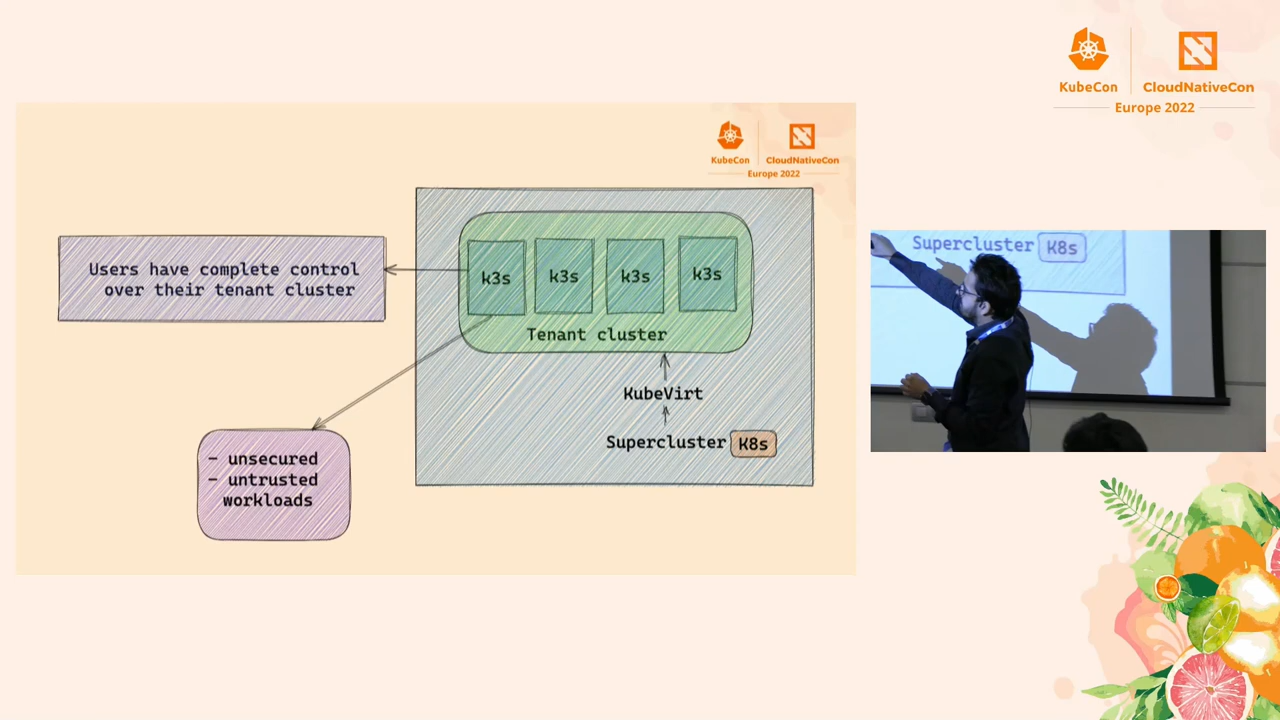 KubeCon
CloudNativeCon
Europe 2022
KubeCon
CloudNativeCon
Europe 2022
Users have complete control
over their tenant cluster
k3s
k3s
k3s
k3s
Tenant cluster
KubeVirt
Supercluster K8s
- unsecured
- untrusted
workloads
Supercluster K8s